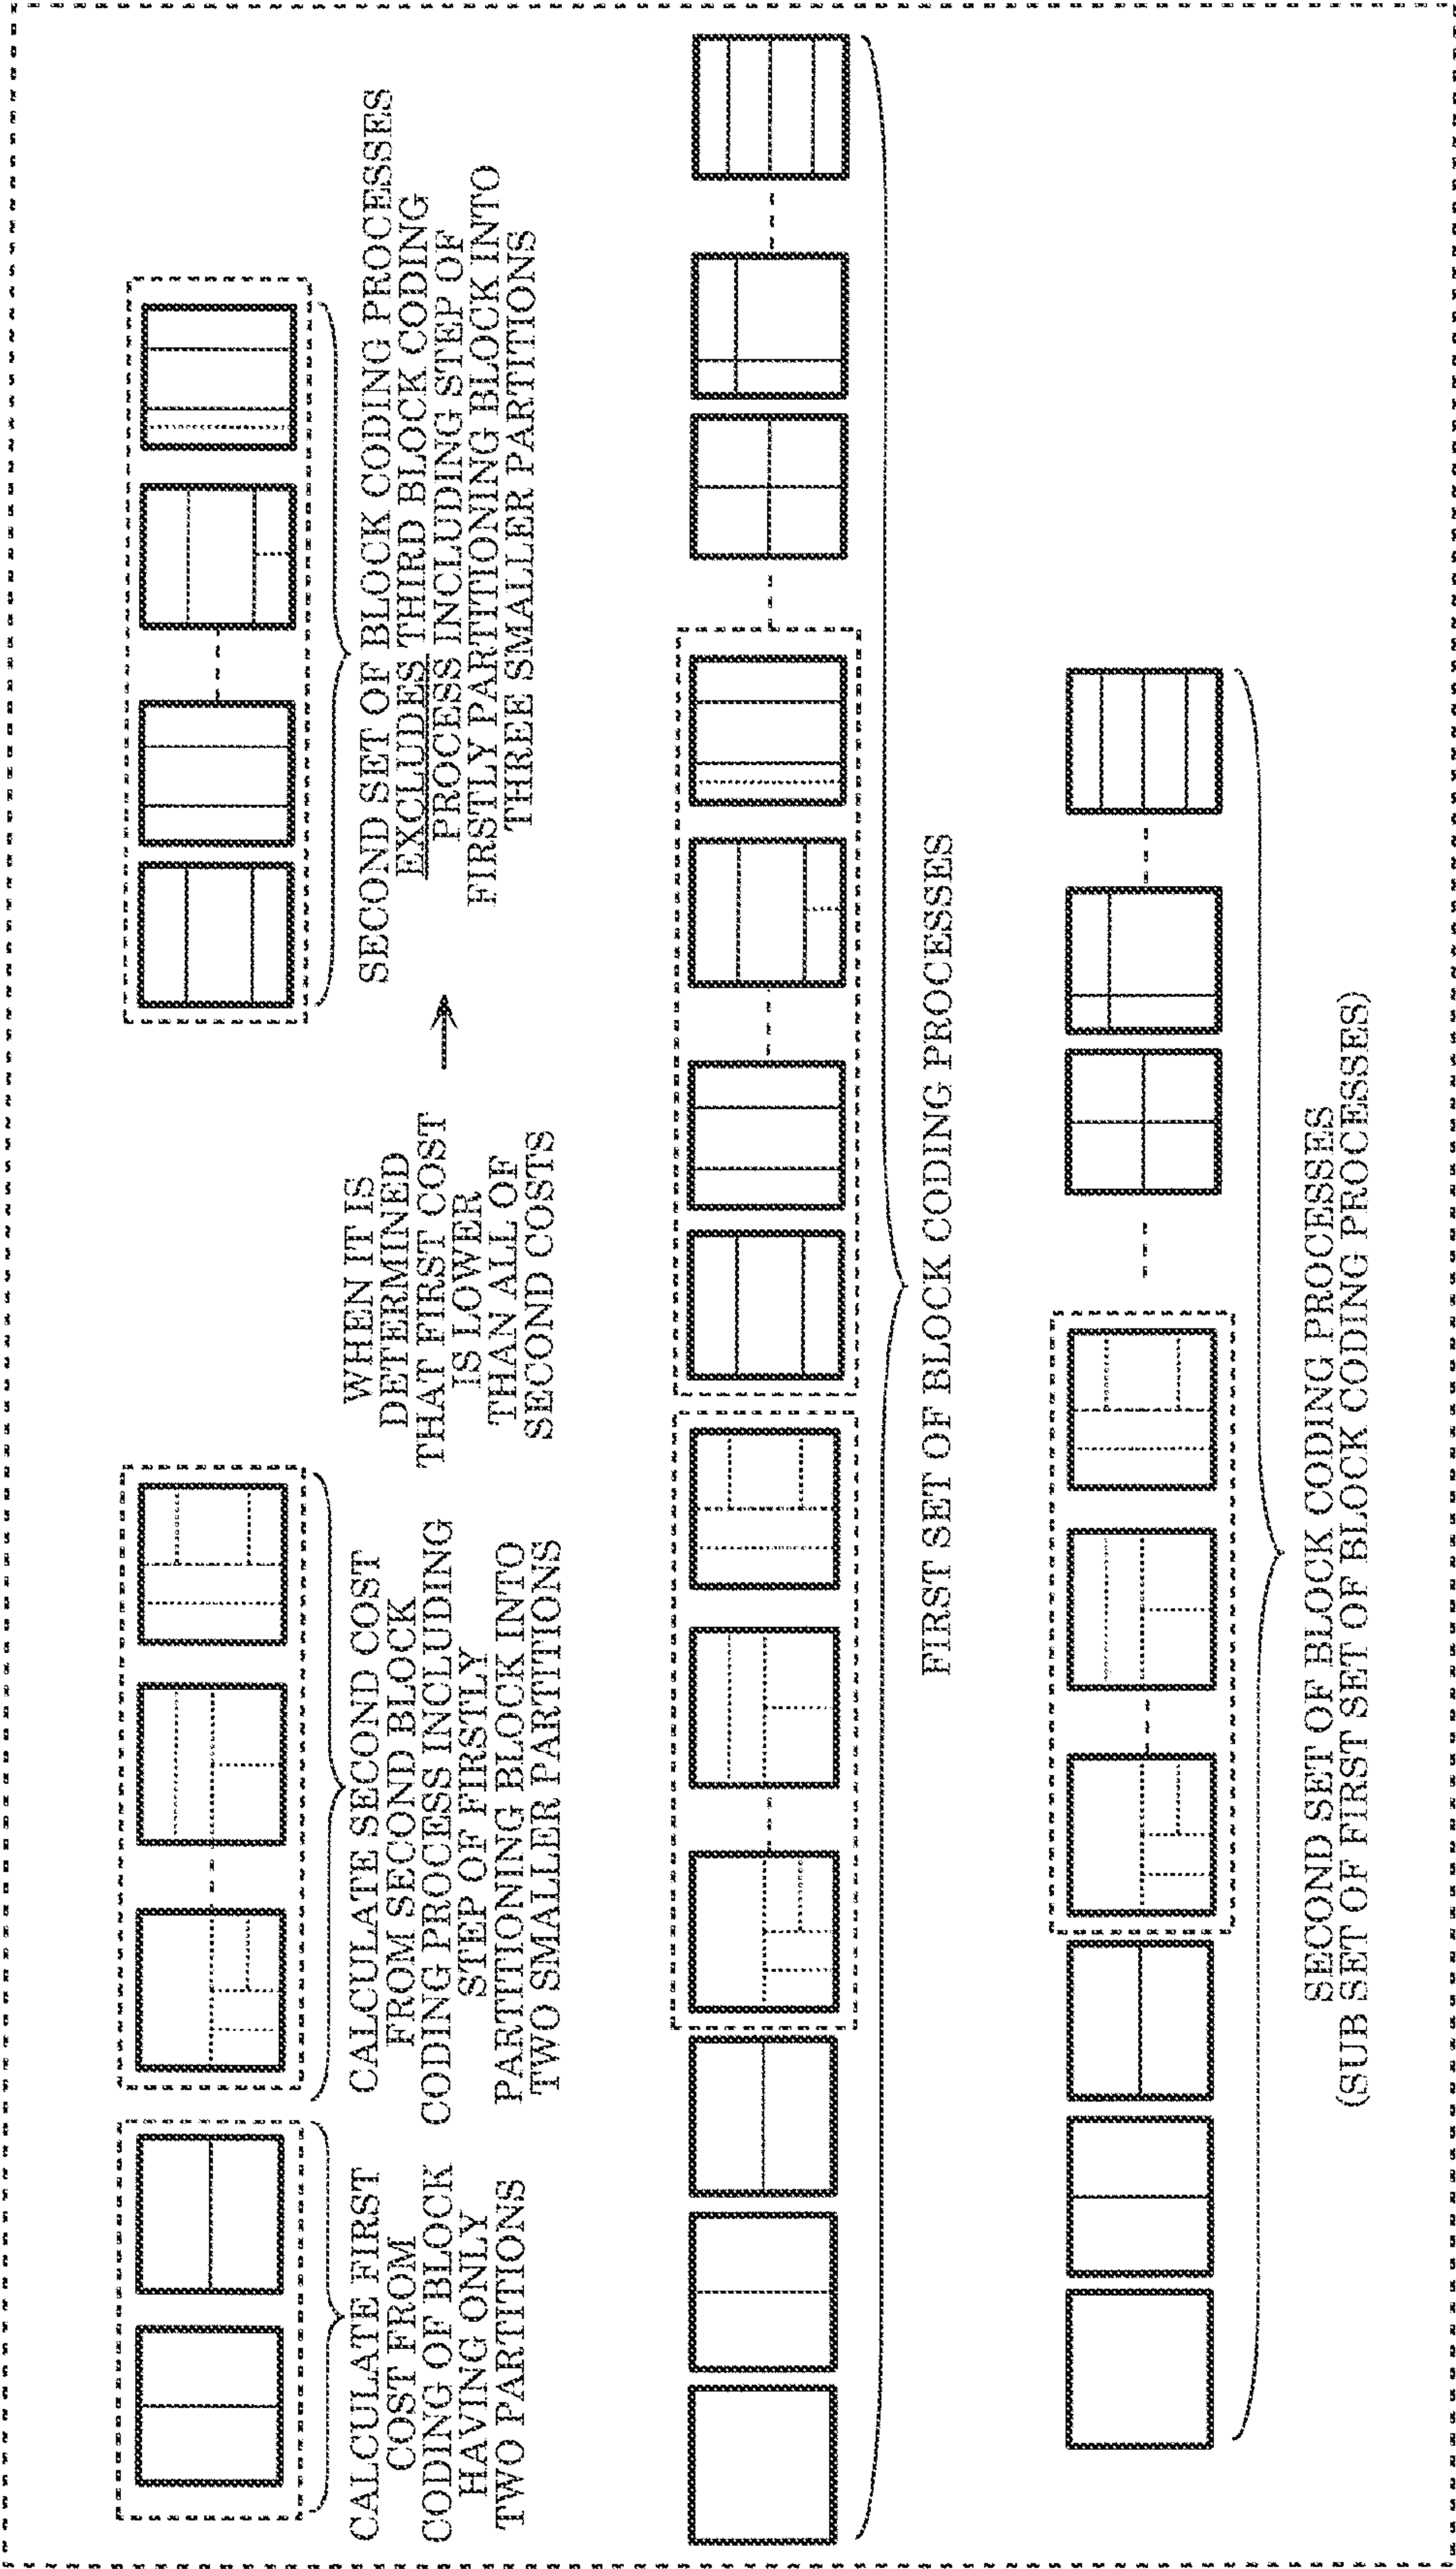 CALCULATE FIRST
COST FROM
CODING OF BLOCK
HAVING ONLY
TWO PARTITIONS
CALCULATE SECOND COST
FROM SECOND BLOCK
CODING PROCESS INCLUDING
STEP OF FIRSTLY
PARTITIONING BLOCK INTO
TWO SMALLER PARTITIONS
WHEN IT IS
DETERMINED
THAT FIRST COST
IS LOWER
THAN ALL OF
SECOND COSTS
SECOND SET OF BLOCK CODING PROCESSES
EXCLUDES THIRD BLOCK CODING
PROCESS INCLUDING STEP OF
FIRSTLY PARTITIONING BLOCK INTO
THREE SMALLER PARTITIONS
FIRST SET OF BLOCK CODING PROCESSES
SECOND SET OF BLOCK CODING PROCESSES
(SUB SET OF FIRST SET OF BLOCK CODING PROCESSES)